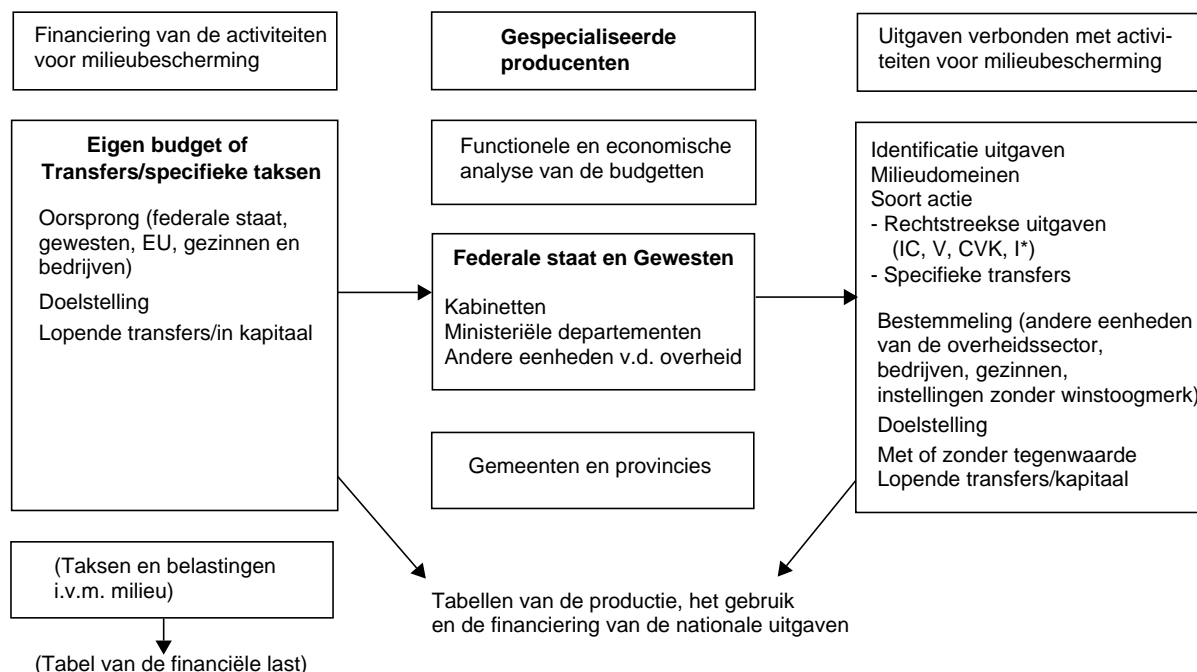 Financiering van de activiteiten
voor milieubescherming
Gespecialiseerde
producenten
Uitgaven verbonden met activi-
teiten voor milieubescherming
Eigen budget of
Transfers/specifieke taksen
Oorsprong (federale staat,
gewesten, EU, gezinnen en
bedrijven)
Doelstelling
Lopende transfers/in kapitaal
Functionele en economische
analyse van de budgetten
Federale staat en Gewesten
Kabinetten
Ministeriële departementen
Andere eenheden v.d. overheid
Gemeenten en provincies
Identificatie uitgaven
Milieudomeinen
Soort actie
- Rechtstreekse uitgaven
(IC, V, CVK, I*)
- Specifieke transfers
Bestemmeling (andere eenheden
van de overheidssector,
bedrijven, gezinnen,
instellingen zonder winstoogmerk)
Doelstelling
Met of zonder tegenwaarde
Lopende transfers/kapitaal
(Taksen en belastingen
i.v.m. milieu)
(Tabel van de financiële last)
Tabellen van de productie, het gebruik
en de financiering van de nationale uitgaven